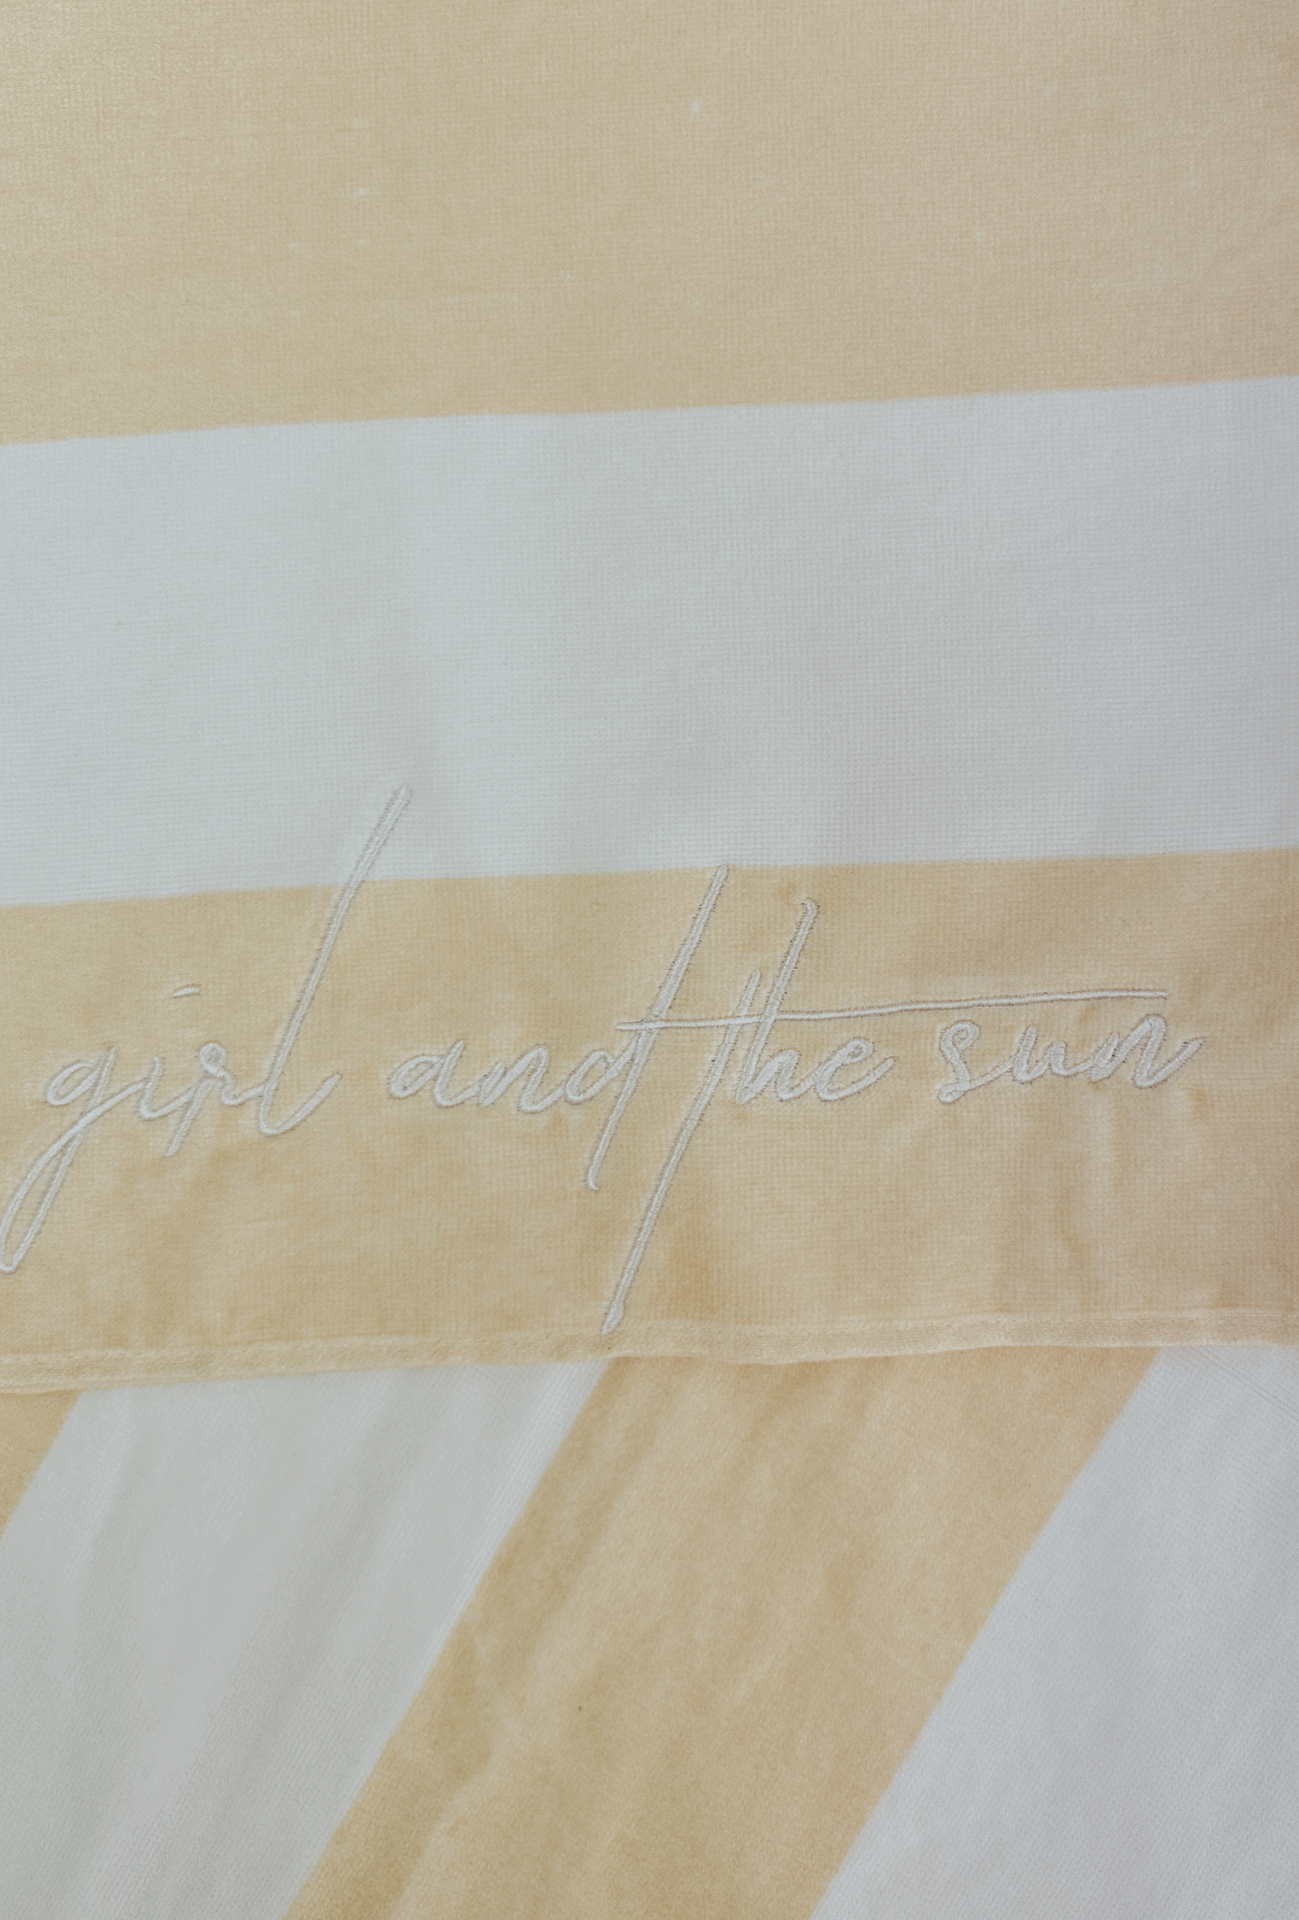 girl and the sun